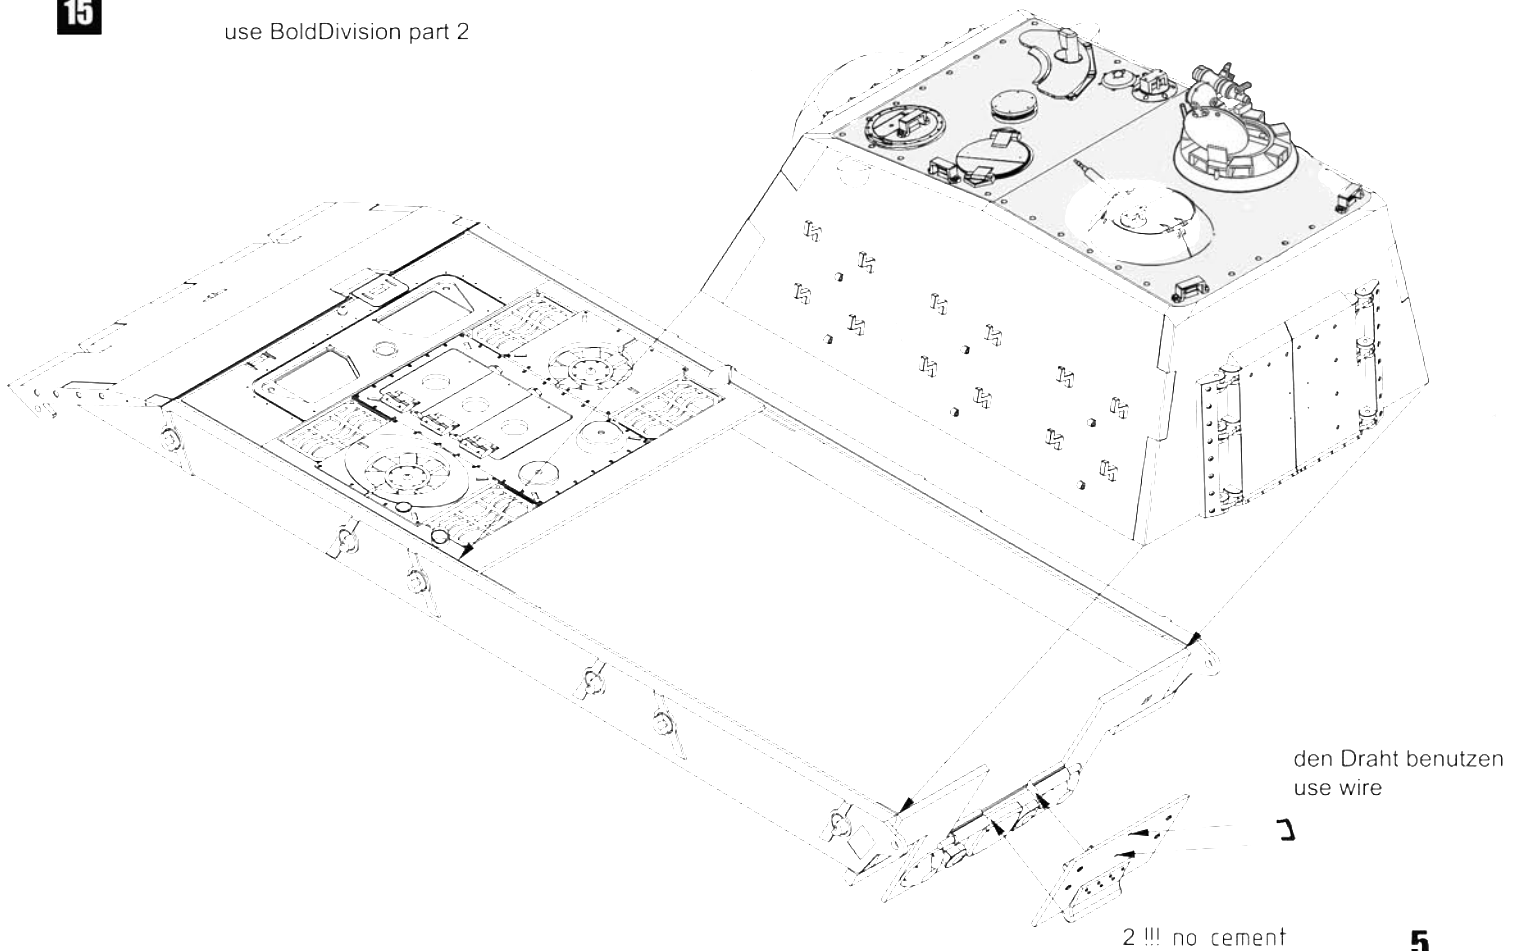 15
use BoldDivision part 2
den Draht benutzen
use wire
2 !!! no cement
5